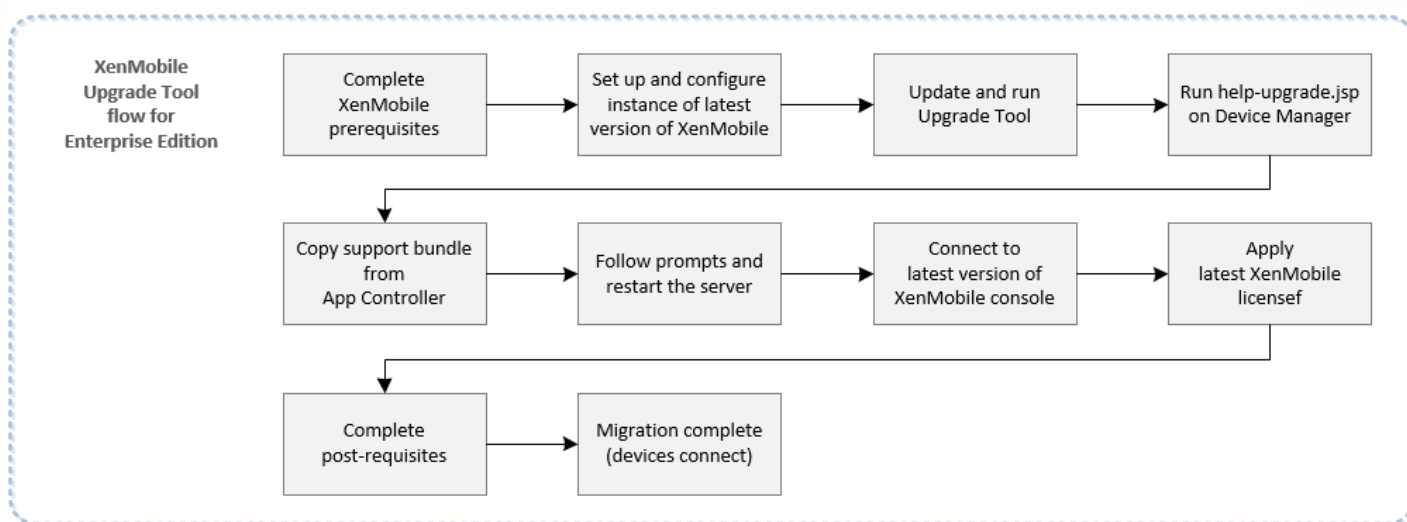 XenMobile
Upgrade Tool
flow for
Enterprise Edition
Complete
XenMobile
prerequisites
Set up and configure
instance of latest
version of XenMobile
Update and run
Upgrade Tool
Run help-upgrade.jsp
on Device Manager
Copy support bundle
from
App Controller
Follow prompts and
restart the server
Connect to
latest version of
XenMobile console
Apply
latest XenMobile
licensef
Complete
post-requisites
Migration complete
(devices connect)